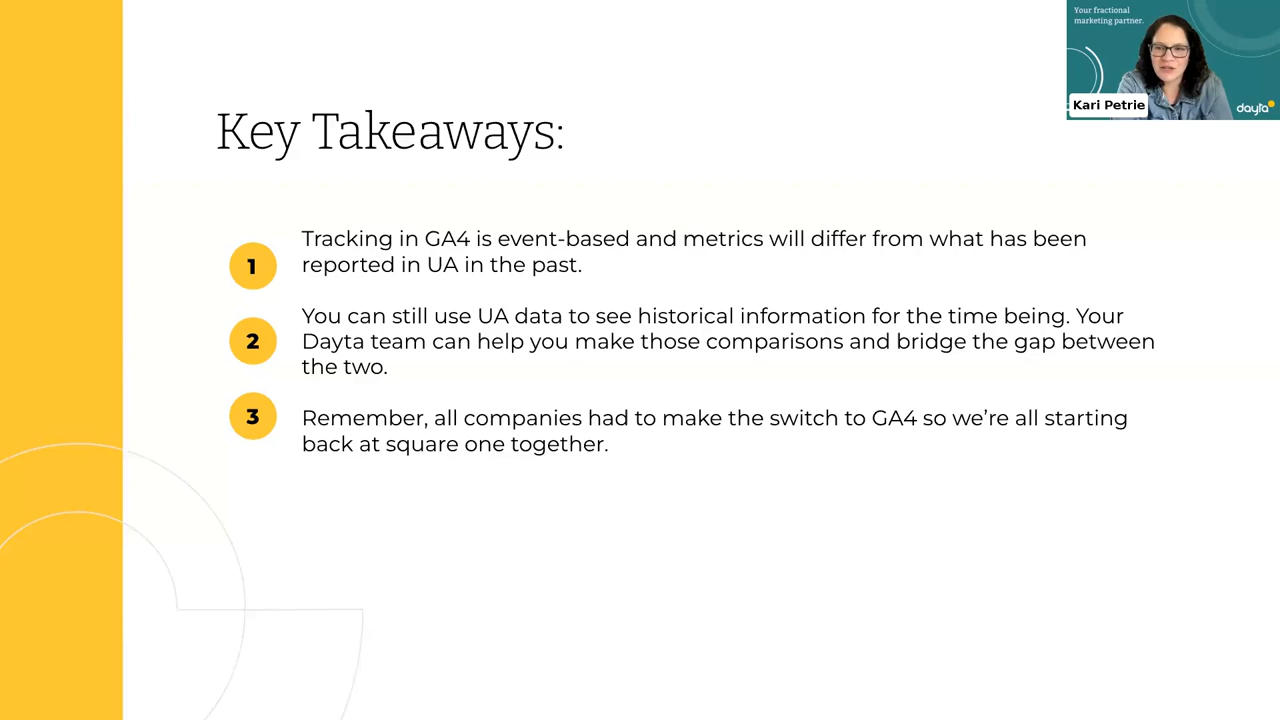 Your fractional
marketing partner.
Kari Petrie
dayta
Key Takeaways:
1
Tracking in GA4 is event-based and metrics will differ from what has been
reported in UA in the past.
2
You can still use UA data to see historical information for the time being. Your
Dayta team can help you make those comparisons and bridge the gap between
the two.
3
Remember, all companies had to make the switch to GA4 so we’re all starting
back at square one together.